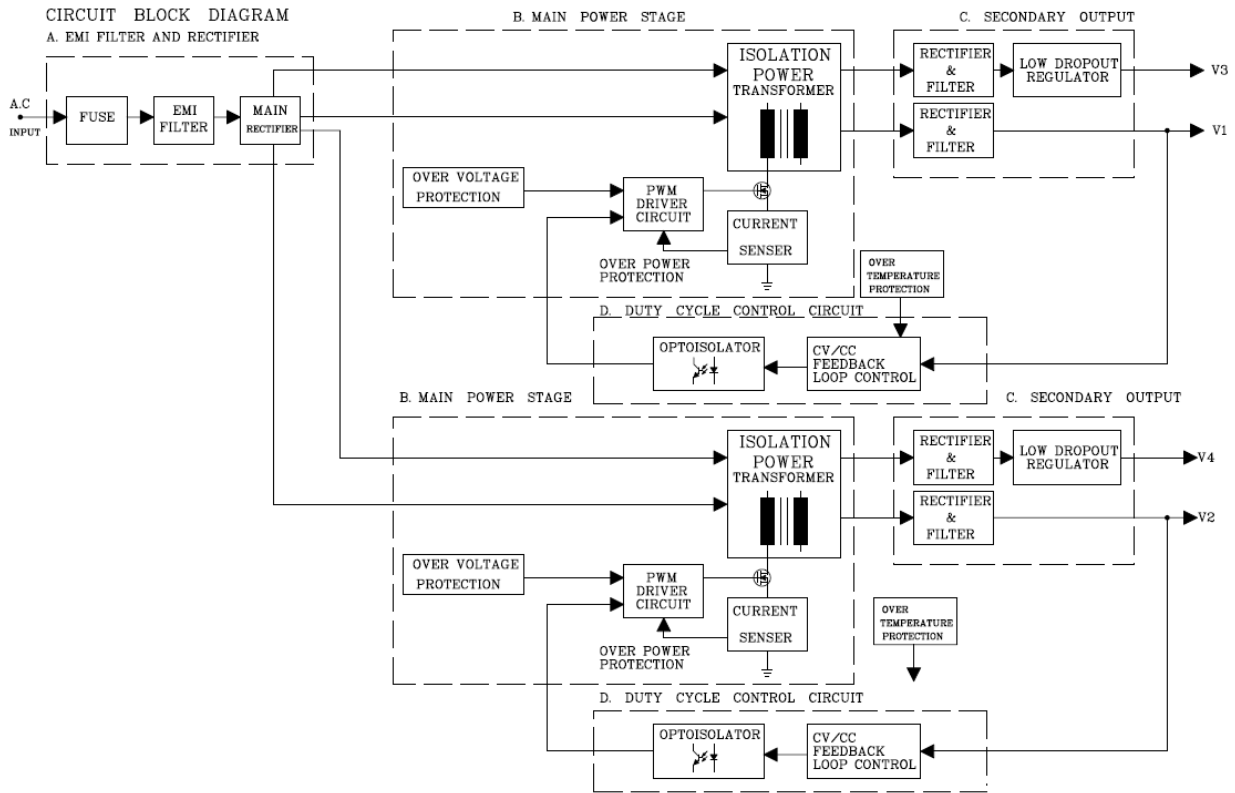 CIRCUIT BLOCK DIAGRAM
A. EMI FILTER AND RECTIFIER
A.C
INPUT
FUSE
EMI
FILTER
MAIN
RECTIFIER
B. MAIN POWER STAGE
ISOLATION
POWER
TRANSFORMER
OVER VOLTAGE
PROTECTION
PWM
DRIVER
CIRCUIT
CURRENT
SENSER
OVER POWER
PROTECTION
C. SECONDARY OUTPUT
RECTIFIER
&
FILTER
LOW DROPOUT
REGULATOR
V3
RECTIFIER
&
FILTER
V1
OVER
TEMPERATURE
PROTECTION
D. DUTY CYCLE CONTROL CIRCUIT
OPTOISOLATOR
CV/CC
FEEDBACK
LOOP CONTROL
B. MAIN POWER STAGE
ISOLATION
POWER
TRANSFORMER
OVER VOLTAGE
PROTECTION
PWM
DRIVER
CIRCUIT
CURRENT
SENSER
OVER POWER
PROTECTION
C. SECONDARY OUTPUT
RECTIFIER
&
FILTER
LOW DROPOUT
REGULATOR
V4
RECTIFIER
&
FILTER
V2
OVER
TEMPERATURE
PROTECTION
D. DUTY CYCLE CONTROL CIRCUIT
OPTOISOLATOR
CV/CC
FEEDBACK
LOOP CONTROL